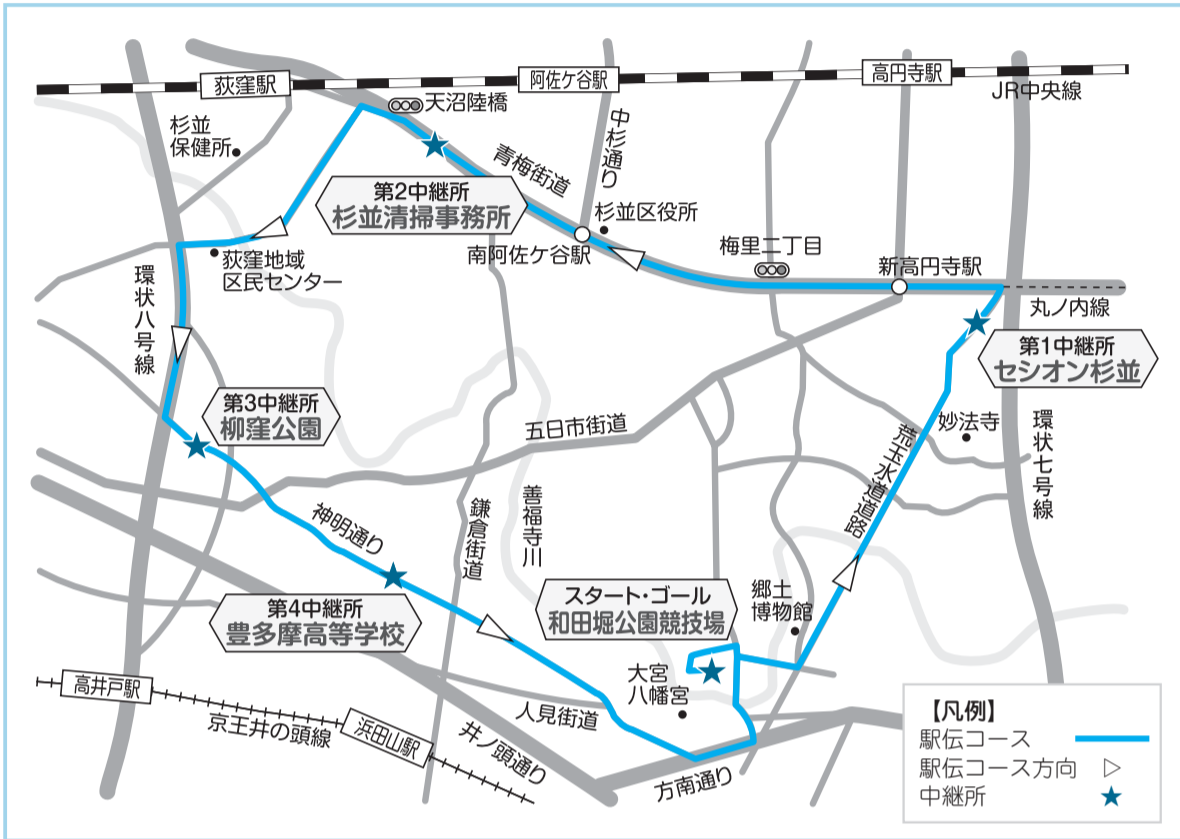 荻窪駅
阿佐ケ谷駅
高円寺駅
JR中央線
天沼陸橋
杉並
保健所
中杉通り
青梅街道
第2中継所
杉並清掃事務所
杉並区役所
南阿佐ケ谷駅
梅里二丁目
新高円寺駅
丸ノ内線
荻窪地域
区民センター
環状八号線
第1中継所
セシオン杉並
第3中継所
柳窪公園
五日市街道
妙法寺
環状七号線
荒玉水道道路
神明通り
鎌倉街道
善福寺川
第4中継所
豊多摩高等学校
スタート・ゴール
和田堀公園競技場
郷土
博物館
大宮
八幡宮
高井戸駅
京王井の頭線
浜田山駅
人見街道
井ノ頭通り
方南通り
【凡例】
駅伝コース
駅伝コース方向
中継所